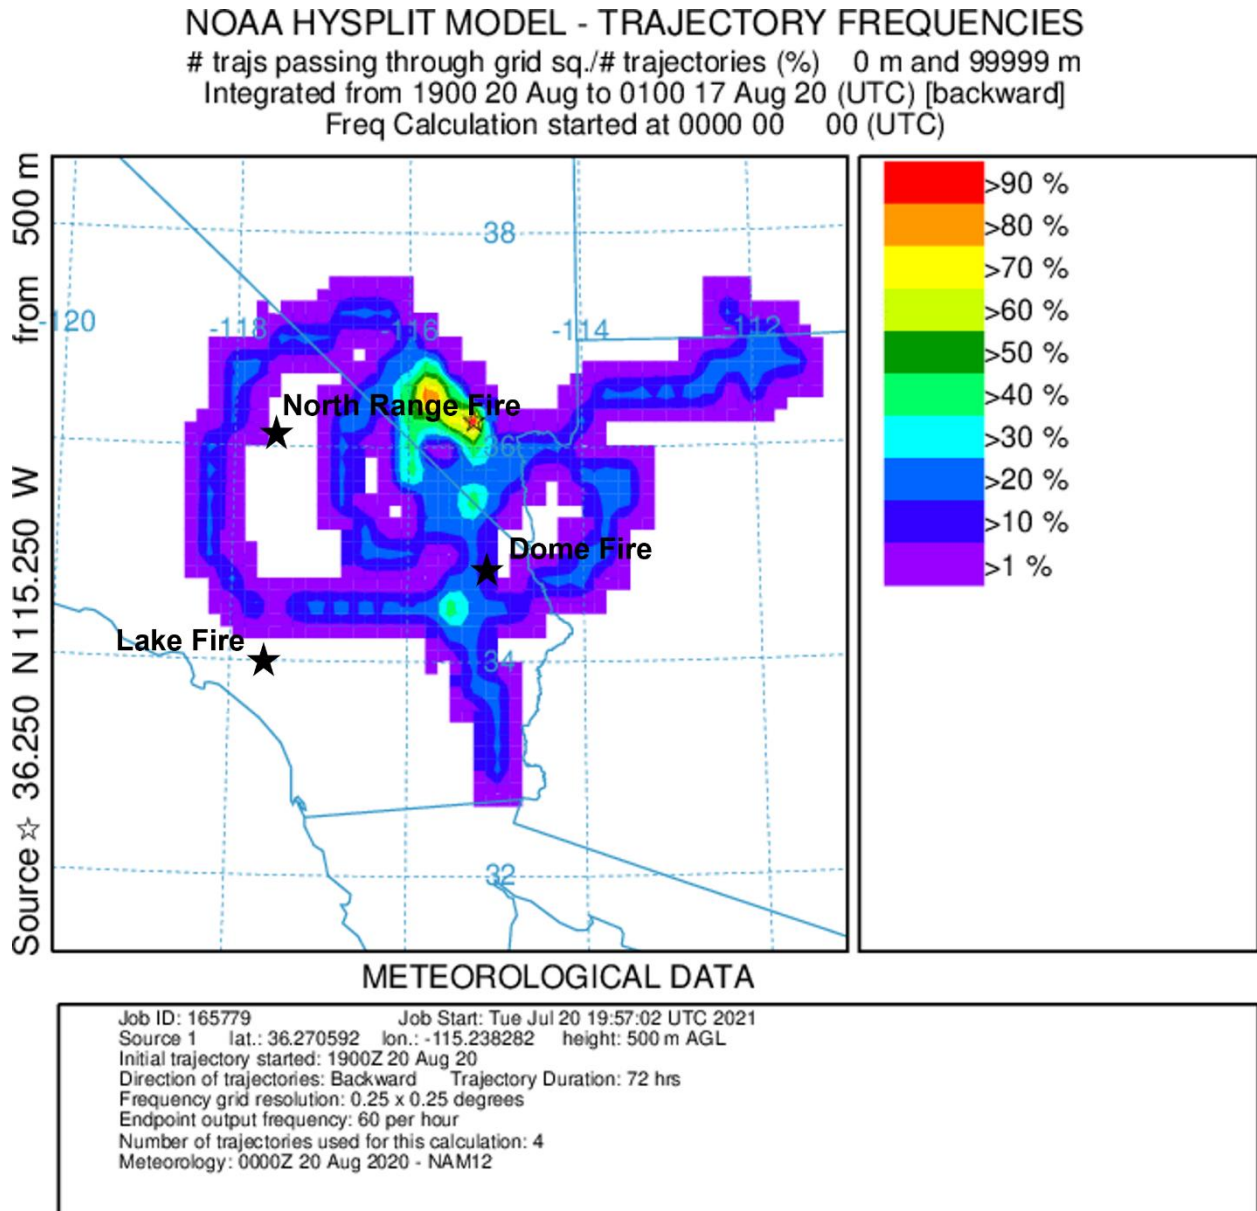 NOAA HYSPLIT MODEL - TRAJECTORY FREQUENCIES
# trajs passing through grid sq./# trajectories (%) 0 m and 99999 m
Integrated from 1900 20 Aug to 0100 17 Aug 20 (UTC) [backward]
Freq Calculation started at 0000 00 00 (UTC)
Source ☆ 36.250 N 115.250 W from 500 m
38
-120
-118
-116
-114
-112
North Range Fire
36
Dome Fire
Lake Fire
34
32
>90 %
>80 %
>70 %
>60 %
>50 %
>40 %
>30 %
>20 %
>10 %
>1 %
METEOROLOGICAL DATA
Job ID: 165779 Job Start: Tue Jul 20 19:57:02 UTC 2021
Source 1 lat.: 36.270592 lon.: -115.238282 height: 500 m AGL
Initial trajectory started: 1900Z 20 Aug 20
Direction of trajectories: Backward Trajectory Duration: 72 hrs
Frequency grid resolution: 0.25 x 0.25 degrees
Endpoint output frequency: 60 per hour
Number of trajectories used for this calculation: 4
Meteorology: 0000Z 20 Aug 2020 - NAM12